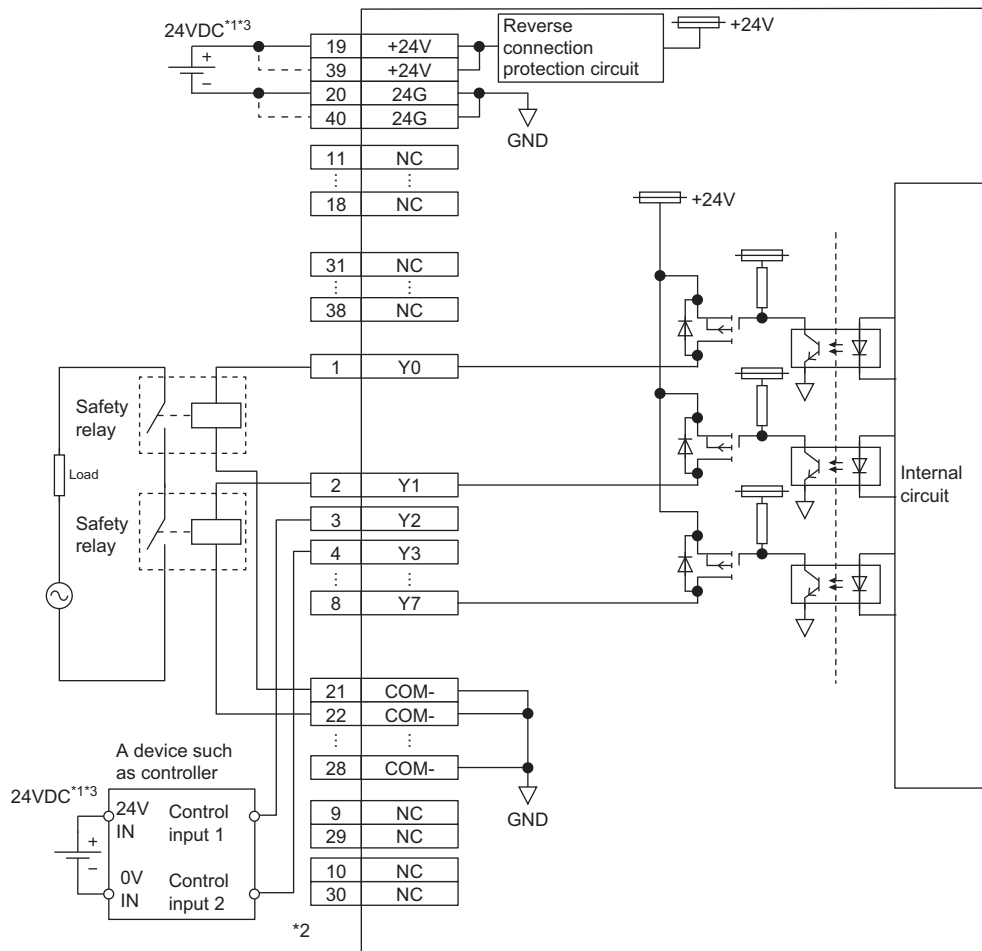 24VDC*1*3
+
−
19 +24V
39 +24V
20 24G
40 24G
Reverse
connection
protection circuit
+24V
GND
11 NC
⋮ ⋮
18 NC
+24V
31 NC
⋮ ⋮
38 NC
1 Y0
Safety
relay
Load
2 Y1
Internal
circuit
3 Y2
Safety
relay
4 Y3
⋮ ⋮
8 Y7
21 COM-
22 COM-
⋮ ⋮
28 COM-
GND
A device such
as controller
24VDC*1*3
+
−
24V
IN
Control
input 1
0V
IN
Control
input 2
9 NC
29 NC
10 NC
30 NC
*2